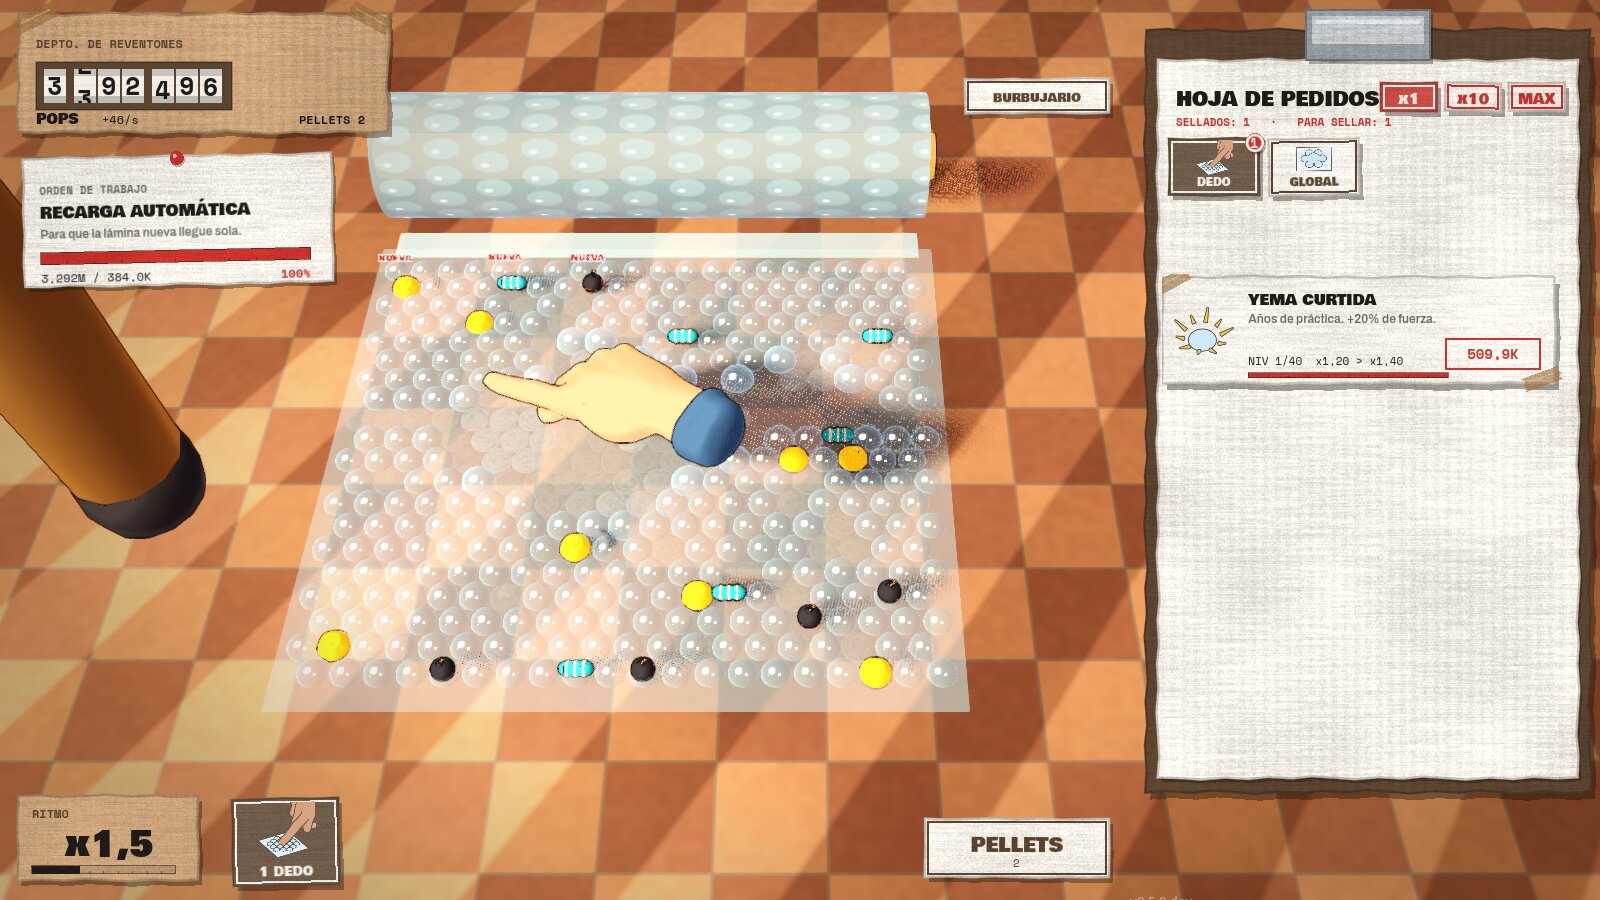 DEPTO. DE REVENTONES
POPS +46/s PELLETS 2
ORDEN DE TRABAJO
RECARGA AUTOMÁTICA
Para que la lámina nueva llegue sola.
3.292M / 384.0K 100%
NUEVA NUEVA NUEVA
BURBUJARIO
HOJA DE PEDIDOS x1 x10 MAX
SELLADOS: 1 · PARA SELLAR: 1
1
DEDO GLOBAL
YEMA CURTIDA
Años de práctica. +20% de fuerza.
NIV 1/40 x1,20 > x1,40
509,9K
RITMO
x1,5
1 DEDO
PELLETS
2